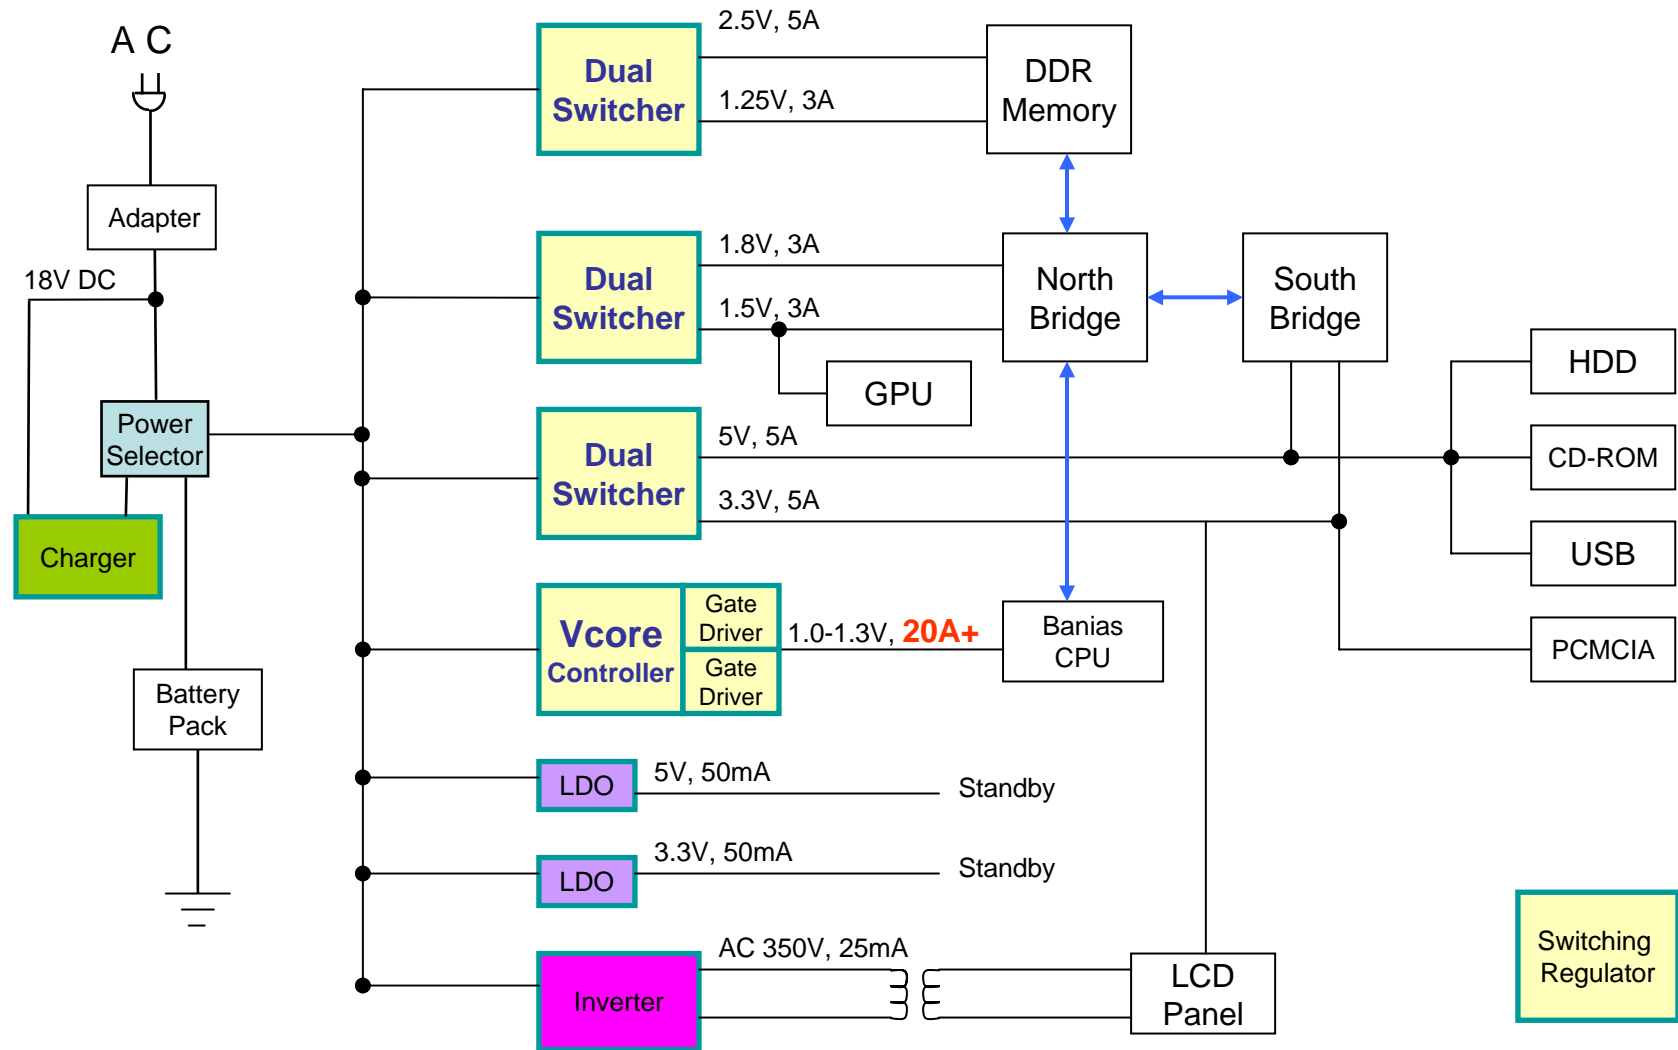 A C
Adapter
18V DC
Power
Selector
Charger
Battery
Pack
Dual
Switcher
2.5V, 5A
1.25V, 3A
DDR
Memory
Dual
Switcher
1.8V, 3A
1.5V, 3A
North
Bridge
South
Bridge
GPU
HDD
Dual
Switcher
5V, 5A
3.3V, 5A
CD-ROM
USB
Vcore
Controller
Gate
Driver
Gate
Driver
1.0-1.3V, 20A+
Banias
CPU
PCMCIA
LDO
5V, 50mA
Standby
LDO
3.3V, 50mA
Standby
Inverter
AC 350V, 25mA
LCD
Panel
Switching
Regulator